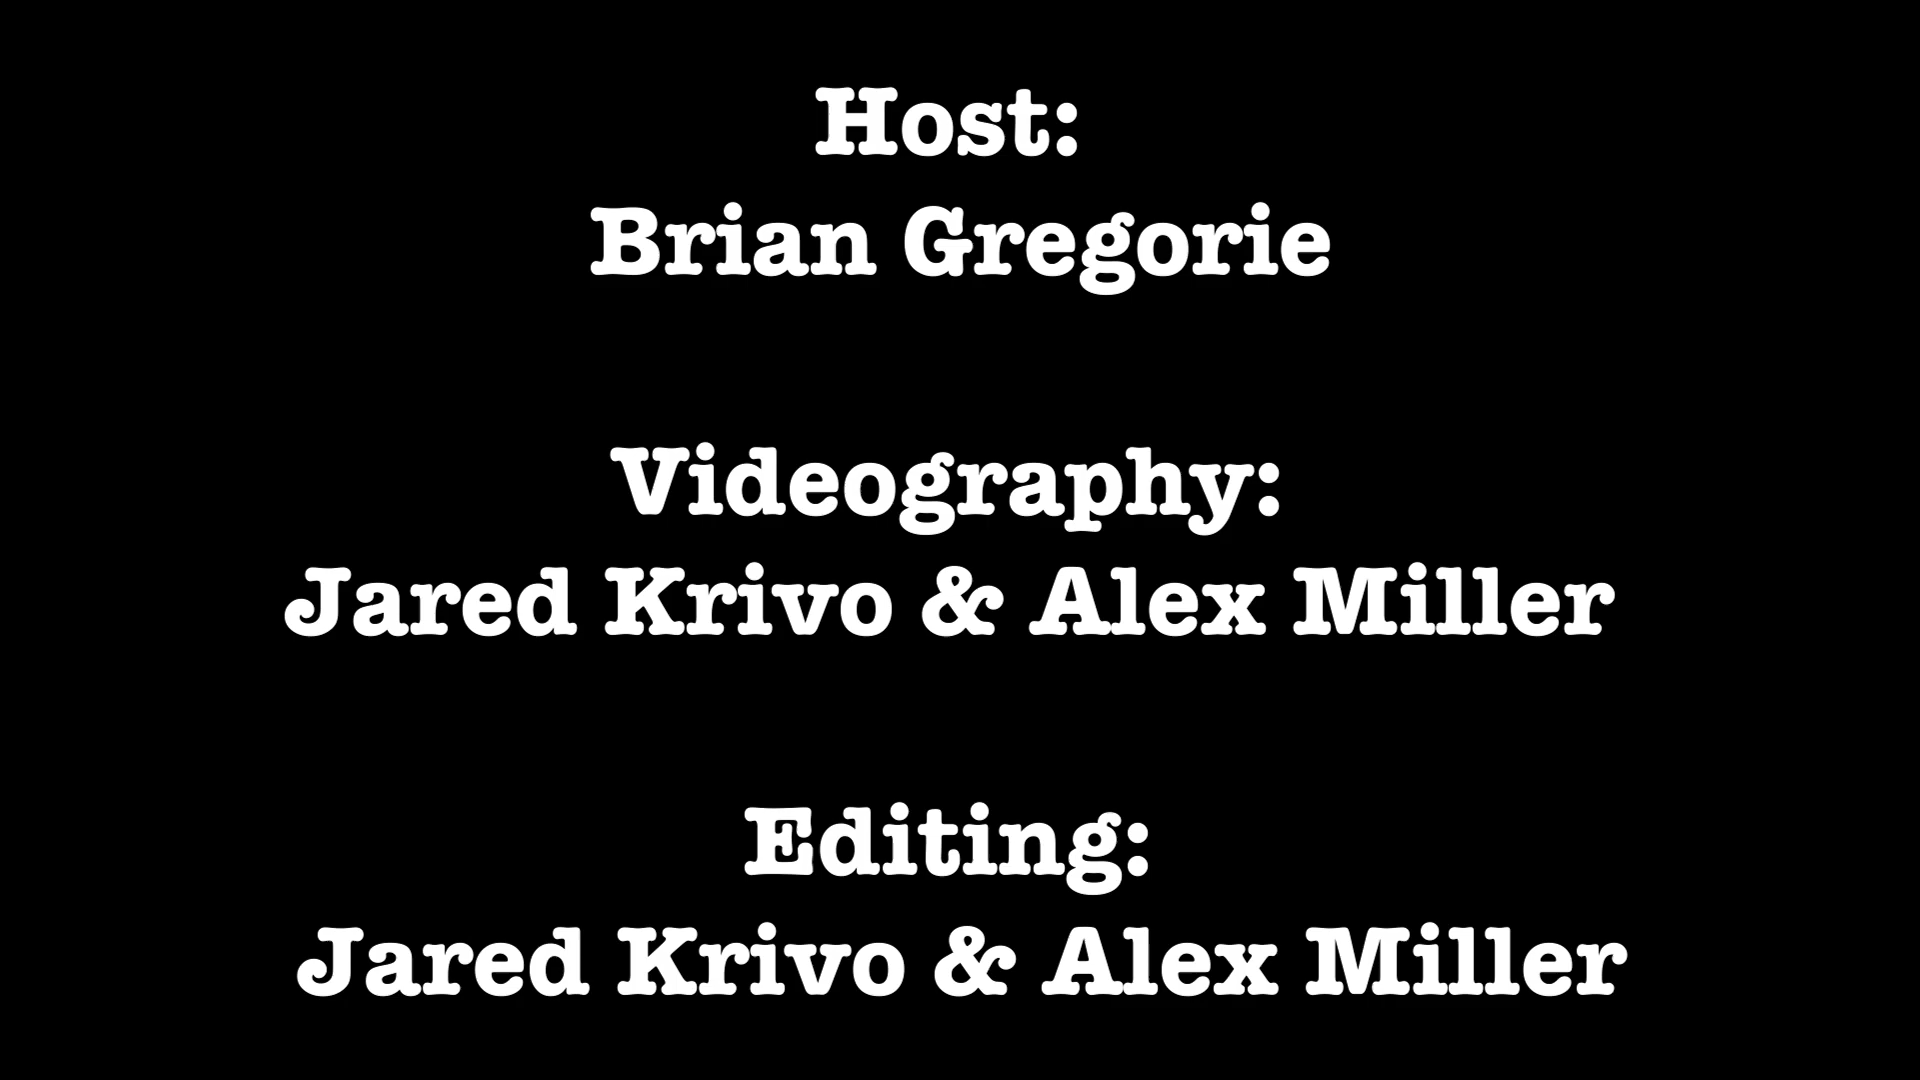 Host:
Brian Gregorie
Videography:
Jared Krivo & Alex Miller
Editing:
Jared Krivo & Alex Miller